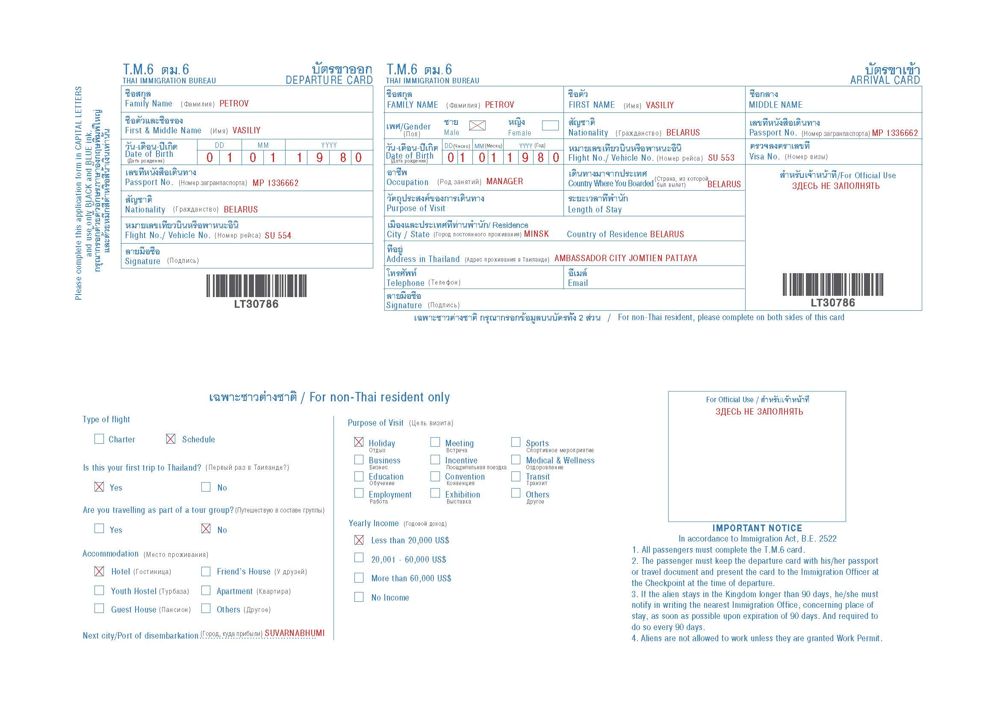 Please complete this application form in CAPITAL LETTERS
and use only BLACK and BLUE ink.
กรุณากรอกด้วยตัวอักษรภาษาอังกฤษพิมพ์ใหญ่
และด้วยหมึกสีดำหรือสีน้ำเงินเท่านั้น
T.M.6 ตม.6
บัตรขาออก
THAI IMMIGRATION BUREAU
DEPARTURE CARD
ชื่อสกุล
Family Name (Фамилия) PETROV
ชื่อตัวและชื่อรอง
First & Middle Name (Имя) VASILIY
วัน-เดือน-ปีเกิด DD MM YYYY
Date of Birth 0 1 0 1 1 9 8 0
(Дата рождения)
เลขที่หนังสือเดินทาง
Passport No. (Номер загранпаспорта) MP 1336662
สัญชาติ
Nationality (Гражданство) BELARUS
หมายเลขเที่ยวบินหรือพาหนะอื่น
Flight No./ Vehicle No. (Номер рейса) SU 554
ลายมือชื่อ
Signature (Подпись)
LT30786
T.M.6 ตม.6
บัตรขาเข้า
THAI IMMIGRATION BUREAU
ARRIVAL CARD
ชื่อสกุล
FAMILY NAME (Фамилия) PETROV
ชื่อตัว
FIRST NAME (Имя) VASILIY
ชื่อกลาง
MIDDLE NAME
เพศ/Gender
(Пол)
ชาย
Male
หญิง
Female
สัญชาติ
Nationality (Гражданство) BELARUS
เลขที่หนังสือเดินทาง
Passport No. (Номер загранпаспорта) MP 1336662
วัน-เดือน-ปีเกิด DD(Число) MM(Месяц) YYYY (Год)
Date of Birth 0 1 0 1 1 9 8 0
(Дата рождения)
หมายเลขเที่ยวบินหรือพาหนะอื่น
Flight No./ Vehicle No. (Номер рейса) SU 553
ตรวจลงตราเลขที่
Visa No. (Номер визы)
อาชีพ
Occupation (Род занятий) MANAGER
เดินทางมาจากประเทศ
Country Where You Boarded (Страна, из которой был вылет) BELARUS
สำหรับเจ้าหน้าที่/For Official Use
ЗДЕСЬ НЕ ЗАПОЛНЯТЬ
วัตถุประสงค์ของการเดินทาง
Purpose of Visit
ระยะเวลาที่พำนัก
Length of Stay
เมืองและประเทศที่ท่านพำนัก/ Residence
City / State (Город постоянного проживания) MINSK Country of Residence BELARUS
ที่อยู่
Address in Thailand (Адрес проживания в Таиланде) AMBASSADOR CITY JOMTIEN PATTAYA
โทรศัพท์
Telephone (Телефон)
อีเมล์
Email
ลายมือชื่อ
Signature (Подпись)
LT30786
เฉพาะชาวต่างชาติ กรุณากรอกข้อมูลบนบัตรทั้ง 2 ส่วน / For non-Thai resident, please complete on both sides of this card
เฉพาะชาวต่างชาติ / For non-Thai resident only
Type of flight
Charter Schedule
Is this your first trip to Thailand? (Первый раз в Таиланде?)
Yes No
Are you travelling as part of a tour group? (Путешествую в составе группы)
Yes No
Accommodation (Место проживания)
Hotel (Гостиница) Friend's House (У друзей)
Youth Hostel (Турбаза) Apartment (Квартира)
Guest House (Пансион) Others (Другое)
Next city/Port of disembarkation (Город, куда прибыли) SUVARNABHUMI
Purpose of Visit (Цель визита)
Holiday Meeting Sports
Отдых Встреча Спортивное мероприятие
Business Incentive Medical & Wellness
Бизнес Поощрительная поездка Оздоровление
Education Convention Transit
Обучение Конвенция Транзит
Employment Exhibition Others
Работа Выставка Другое
Yearly Income (Годовой доход)
Less than 20,000 US$
20,001 - 60,000 US$
More than 60,000 US$
No Income
For Official Use / สำหรับเจ้าหน้าที่
ЗДЕСЬ НЕ ЗАПОЛНЯТЬ
IMPORTANT NOTICE
In accordance to Immigration Act, B.E. 2522
1. All passengers must complete the T.M.6 card.
2. The passenger must keep the departure card with his/her passport
or travel document and present the card to the Immigration Officer at
the Checkpoint at the time of departure.
3. If the alien stays in the Kingdom longer than 90 days, he/she must
notify in writing the nearest Immigration Office, concerning place of
stay, as soon as possible upon expiration of 90 days. And required to
do so every 90 days.
4. Aliens are not allowed to work unless they are granted Work Permit.